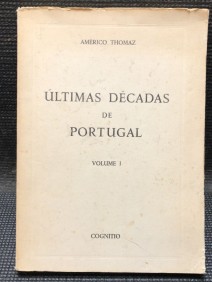 AMÉRICO THOMAZ
ÚLTIMAS DÉCADAS
DE
PORTUGAL
VOLUME I
COGNITIO